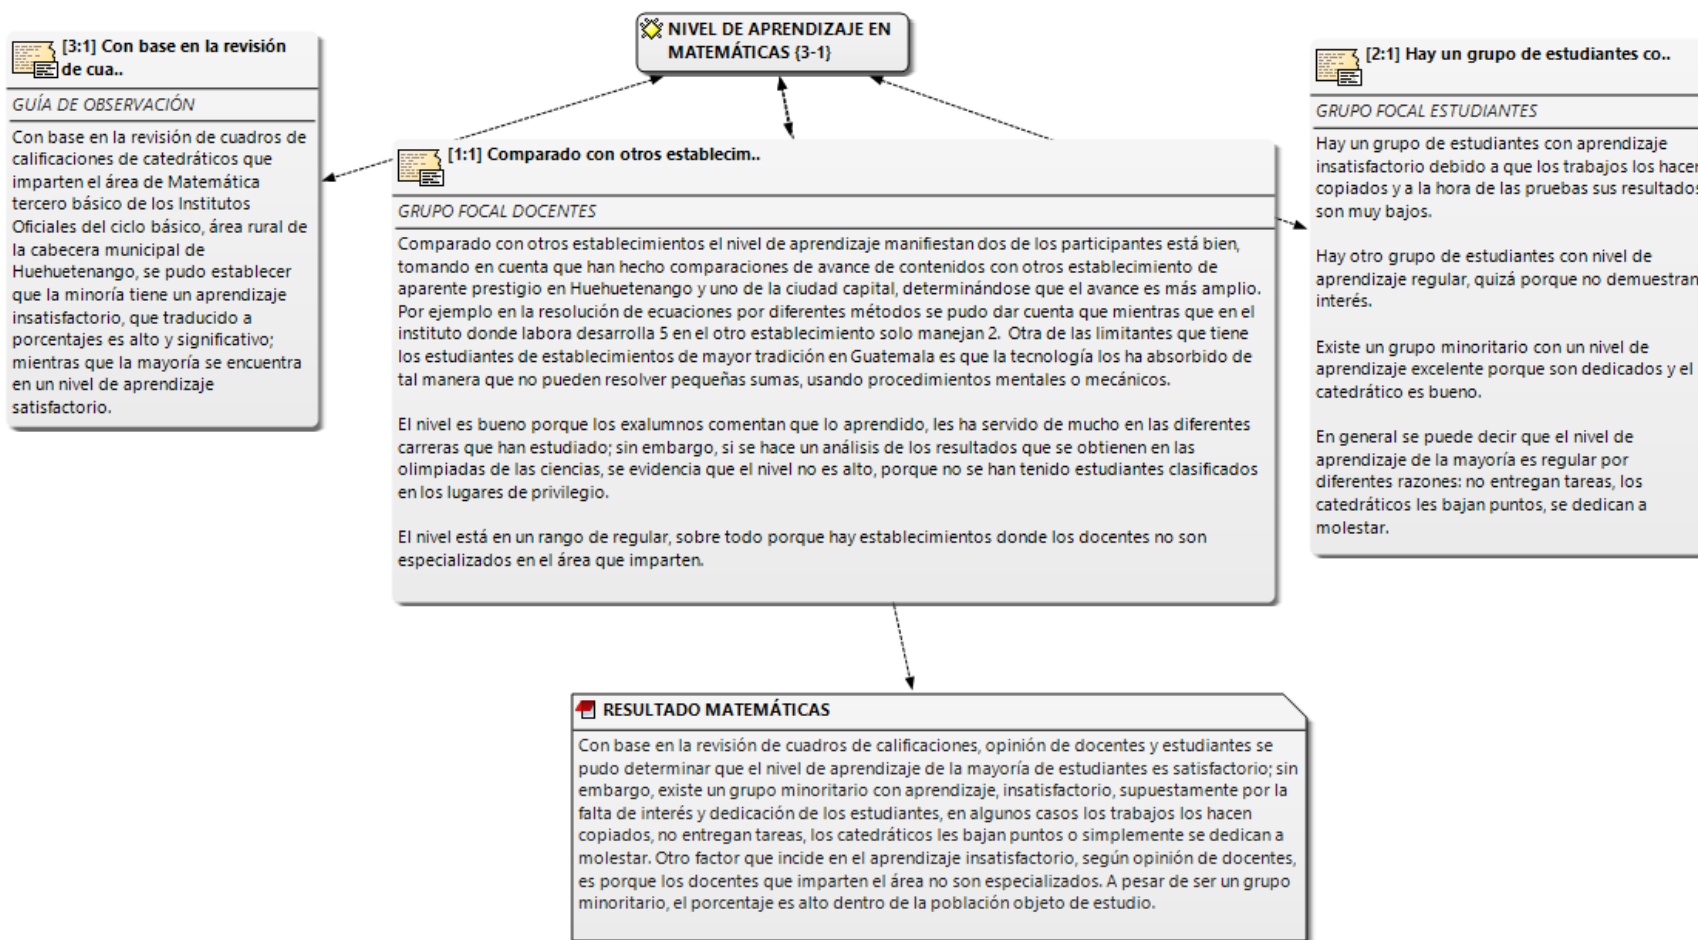 NIVEL DE APRENDIZAJE EN
MATEMÁTICAS {3-1}
[3:1] Con base en la revisión
de cua..
GUÍA DE OBSERVACIÓN
Con base en la revisión de cuadros de
calificaciones de catedráticos que
imparten el área de Matemática
tercero básico de los Institutos
Oficiales del ciclo básico, área rural de
la cabecera municipal de
Huehuetenango, se pudo establecer
que la minoría tiene un aprendizaje
insatisfactorio, que traducido a
porcentajes es alto y significativo;
mientras que la mayoría se encuentra
en un nivel de aprendizaje
satisfactorio.
[1:1] Comparado con otros establecim..
GRUPO FOCAL DOCENTES
Comparado con otros establecimientos el nivel de aprendizaje manifiestan dos de los participantes está bien,
tomando en cuenta que han hecho comparaciones de avance de contenidos con otros establecimiento de
aparente prestigio en Huehuetenango y uno de la ciudad capital, determinándose que el avance es más amplio.
Por ejemplo en la resolución de ecuaciones por diferentes métodos se pudo dar cuenta que mientras que en el
instituto donde labora desarrolla 5 en el otro establecimiento solo manejan 2. Otra de las limitantes que tiene
los estudiantes de establecimientos de mayor tradición en Guatemala es que la tecnología los ha absorbido de
tal manera que no pueden resolver pequeñas sumas, usando procedimientos mentales o mecánicos.
El nivel es bueno porque los exalumnos comentan que lo aprendido, les ha servido de mucho en las diferentes
carreras que han estudiado; sin embargo, si se hace un análisis de los resultados que se obtienen en las
olimpiadas de las ciencias, se evidencia que el nivel no es alto, porque no se han tenido estudiantes clasificados
en los lugares de privilegio.
El nivel está en un rango de regular, sobre todo porque hay establecimientos donde los docentes no son
especializados en el área que imparten.
[2:1] Hay un grupo de estudiantes co..
GRUPO FOCAL ESTUDIANTES
Hay un grupo de estudiantes con aprendizaje
insatisfactorio debido a que los trabajos los hacen
copiados y a la hora de las pruebas sus resultados
son muy bajos.
Hay otro grupo de estudiantes con nivel de
aprendizaje regular, quizá porque no demuestran
interés.
Existe un grupo minoritario con un nivel de
aprendizaje excelente porque son dedicados y el
catedrático es bueno.
En general se puede decir que el nivel de
aprendizaje de la mayoría es regular por
diferentes razones: no entregan tareas, los
catedráticos les bajan puntos, se dedican a
molestar.
RESULTADO MATEMÁTICAS
Con base en la revisión de cuadros de calificaciones, opinión de docentes y estudiantes se
pudo determinar que el nivel de aprendizaje de la mayoría de estudiantes es satisfactorio; sin
embargo, existe un grupo minoritario con aprendizaje, insatisfactorio, supuestamente por la
falta de interés y dedicación de los estudiantes, en algunos casos los trabajos los hacen
copiados, no entregan tareas, los catedráticos les bajan puntos o simplemente se dedican a
molestar. Otro factor que incide en el aprendizaje insatisfactorio, según opinión de docentes,
es porque los docentes que imparten el área no son especializados. A pesar de ser un grupo
minoritario, el porcentaje es alto dentro de la población objeto de estudio.